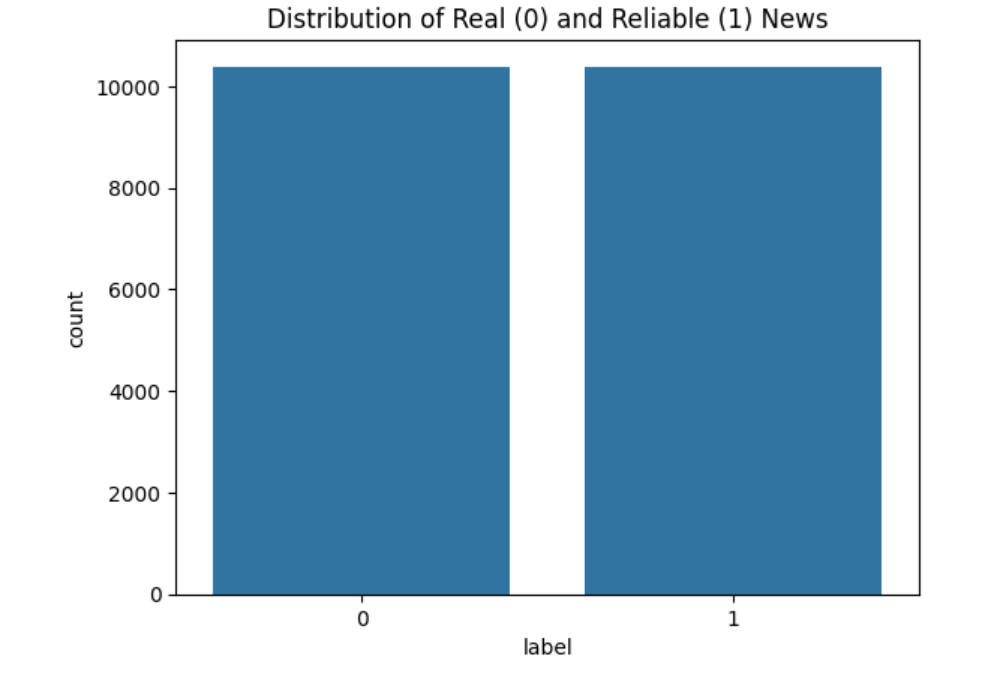 Distribution of Real (0) and Reliable (1) News
10000
8000
6000
4000
2000
0
count
0 1
label